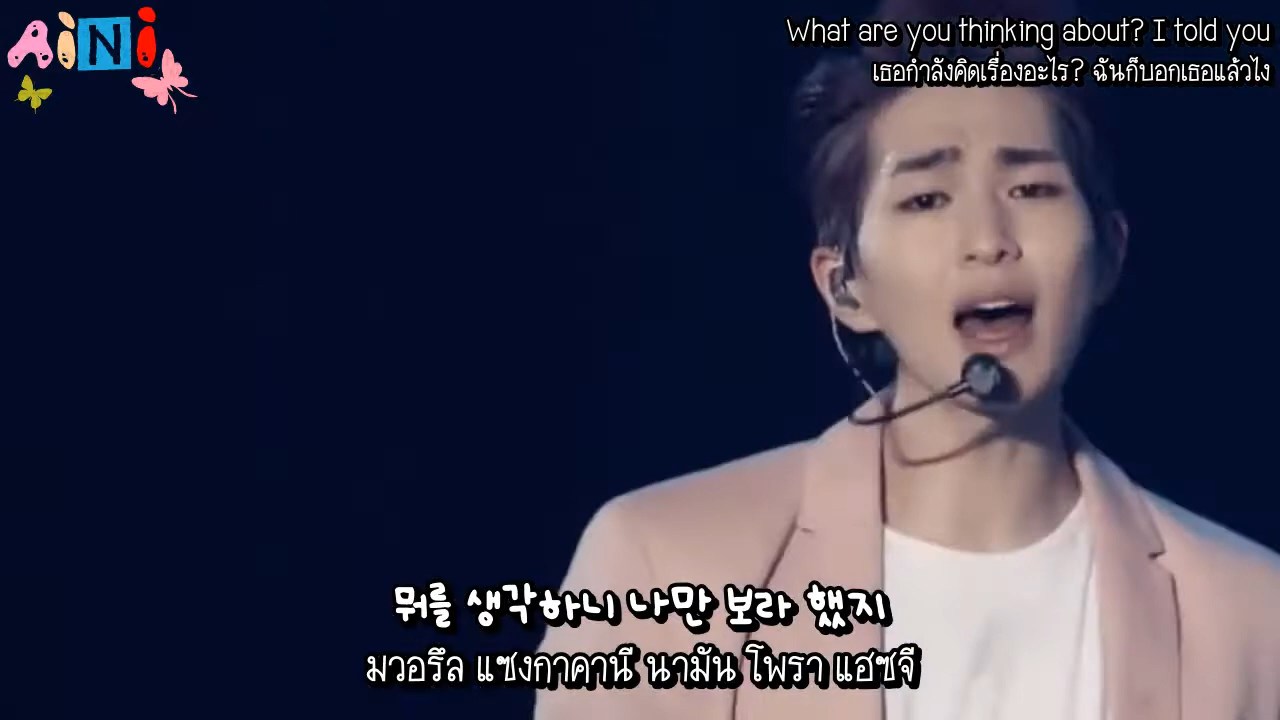 AiNi
What are you thinking about? I told you
เธอกำลังคิดเรื่องอะไร? ฉันก็บอกเธอแล้วไง
뭐를 생각하니 나만 보라 했지
มวอรึล แซงกาคานี นามัน โพรา แฮซจี